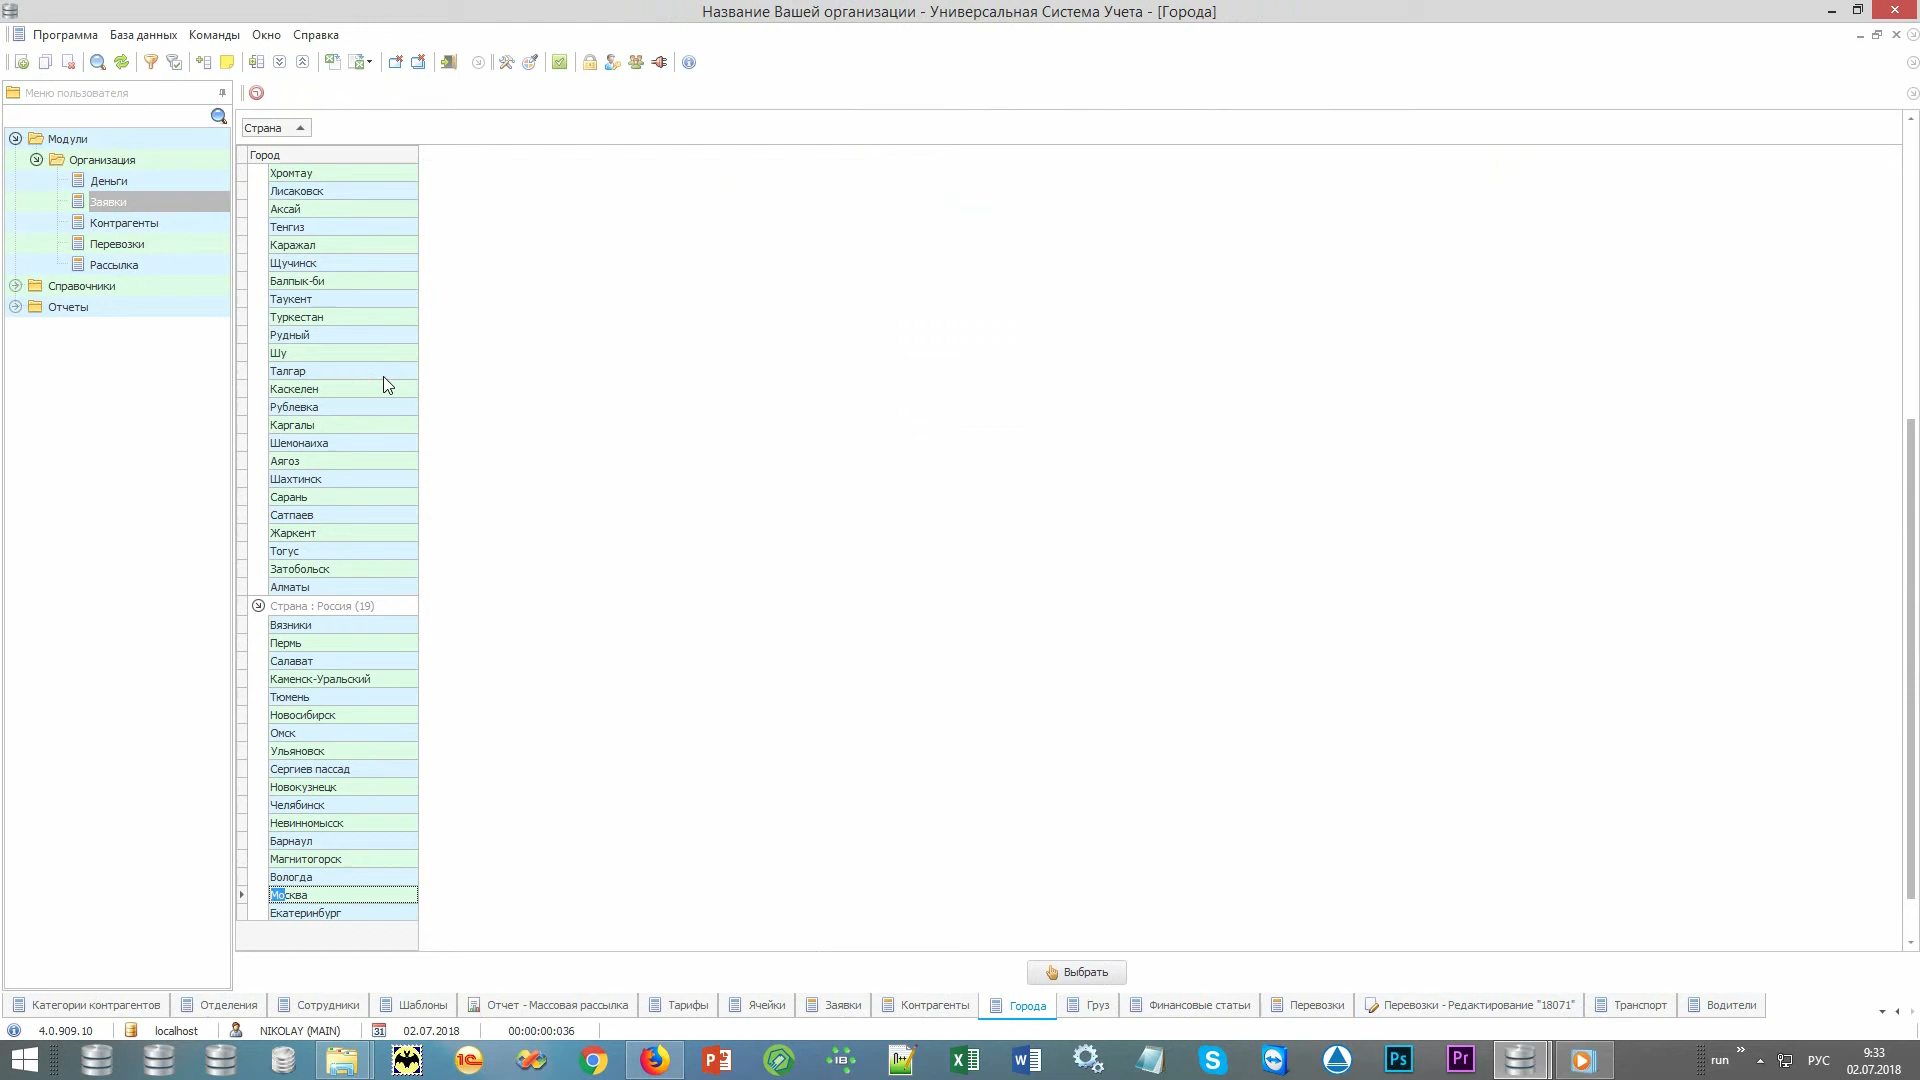 Название Вашей организации - Универсальная Система Учета - [Города]
Программа База данных Команды Окно Справка
Меню пользователя
Модули
Организация
Деньги
Заявки
Контрагенты
Перевозки
Рассылка
Справочники
Отчеты
Страна
Город
Хромтау
Лисаковск
Аксай
Тенгиз
Каражал
Щучинск
Балпык-би
Таукент
Туркестан
Рудный
Шу
Талгар
Каскелен
Рублевка
Каргалы
Шемонаиха
Аягоз
Шахтинск
Сарань
Сатпаев
Жаркент
Тогус
Затобольск
Алматы
Страна : Россия (19)
Вязники
Пермь
Салават
Каменск-Уральский
Тюмень
Новосибирск
Омск
Ульяновск
Сергиев пассад
Новокузнецк
Челябинск
Невинномысск
Барнаул
Магнитогорск
Вологда
Москва
Екатеринбург
Выбрать
Категории контрагентов Отделения Сотрудники Шаблоны Отчет - Массовая рассылка Тарифы Ячейки Заявки Контрагенты Города Груз Финансовые статьи Перевозки Перевозки - Редактирование "18071" Транспорт Водители
4.0.909.10 localhost NIKOLAY (MAIN) 31 02.07.2018 00:00:00:036
run РУС 9:33
02.07.2018